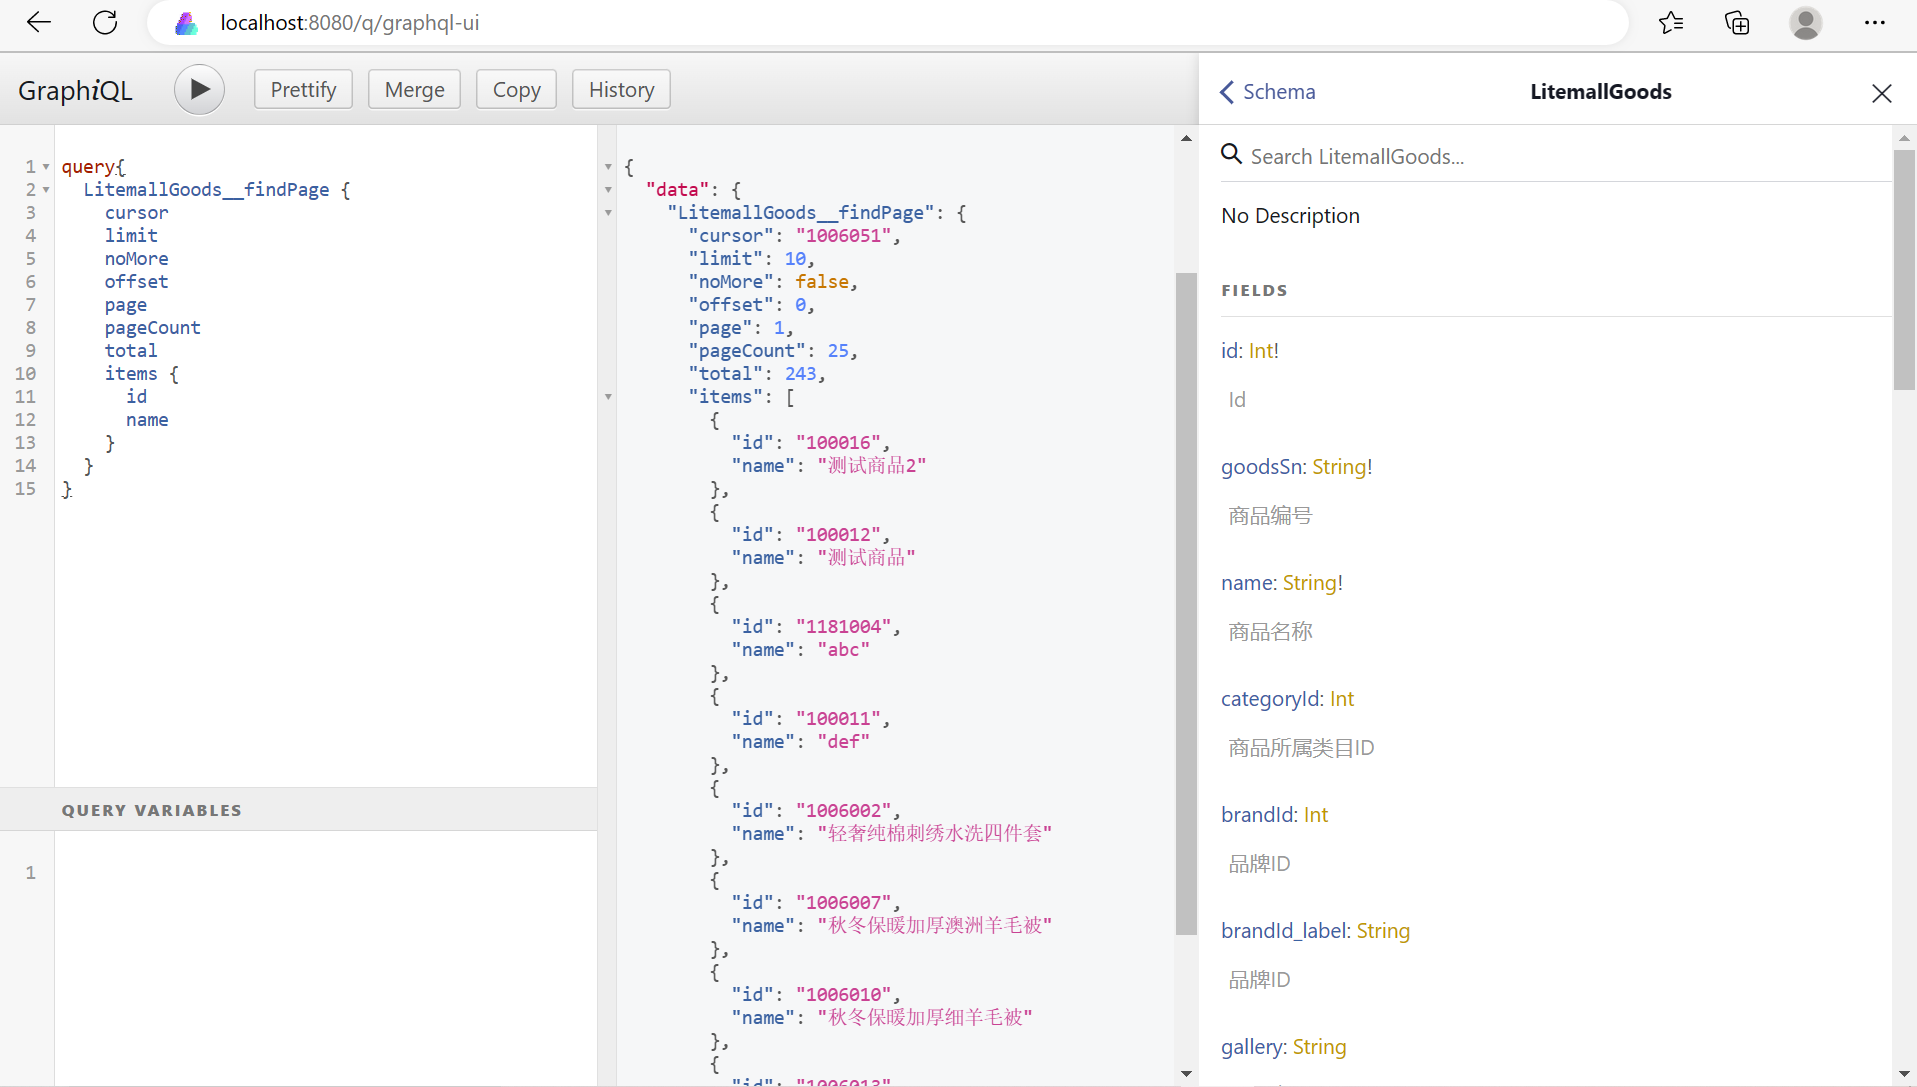 localhost:8080/q/graphql-ui
GraphiQL
Prettify
Merge
Copy
History
Schema
LitemallGoods
1 query{
2 LitemallGoods__findPage {
3 cursor
4 limit
5 noMore
6 offset
7 page
8 pageCount
9 total
10 items {
11 id
12 name
13 }
14 }
15 }
QUERY VARIABLES
1
{
"data": {
"LitemallGoods__findPage": {
"cursor": "1006051",
"limit": 10,
"noMore": false,
"offset": 0,
"page": 1,
"pageCount": 25,
"total": 243,
"items": [
{
"id": "100016",
"name": "测试商品2"
},
{
"id": "100012",
"name": "测试商品"
},
{
"id": "1181004",
"name": "abc"
},
{
"id": "100011",
"name": "def"
},
{
"id": "1006002",
"name": "轻奢纯棉刺绣水洗四件套"
},
{
"id": "1006007",
"name": "秋冬保暖加厚澳洲羊毛被"
},
{
"id": "1006010",
"name": "秋冬保暖加厚细羊毛被"
},
{
"id": "1006013"
Search LitemallGoods...
No Description
FIELDS
id: Int!
Id
goodsSn: String!
商品编号
name: String!
商品名称
categoryId: Int
商品所属类目ID
brandId: Int
品牌ID
brandId_label: String
品牌ID
gallery: String